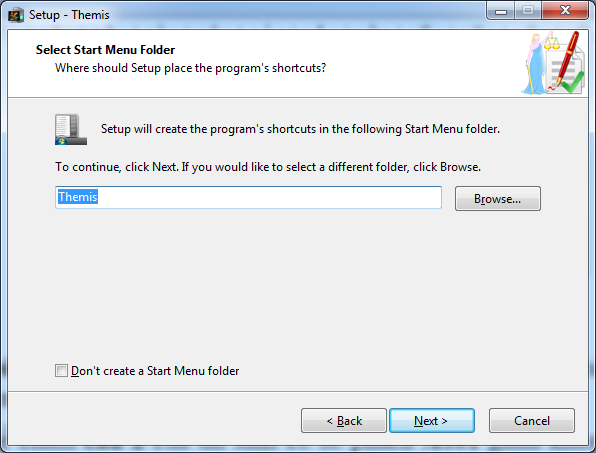 Setup - Themis
Select Start Menu Folder
Where should Setup place the program's shortcuts?
Setup will create the program's shortcuts in the following Start Menu folder.
To continue, click Next. If you would like to select a different folder, click Browse.
Themis
Browse...
Don't create a Start Menu folder
< Back
Next >
Cancel